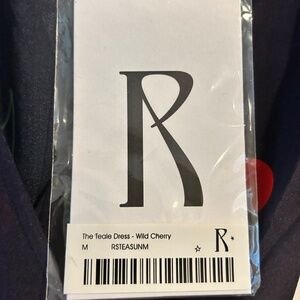 R
The Teale Dress - Wild Cherry
M RSTEASUNM
R